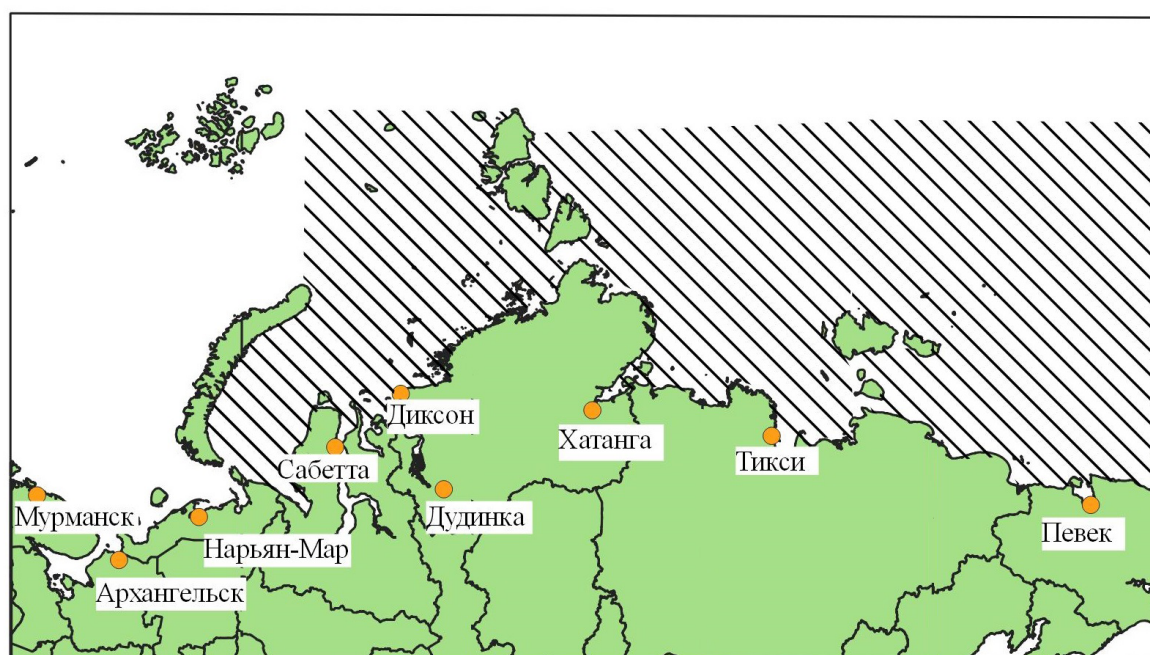 Диксон
Хатанга
Тикси
Сабетта
Дудинка
Мурманск
Нарьян-Мар
Певек
Архангельск